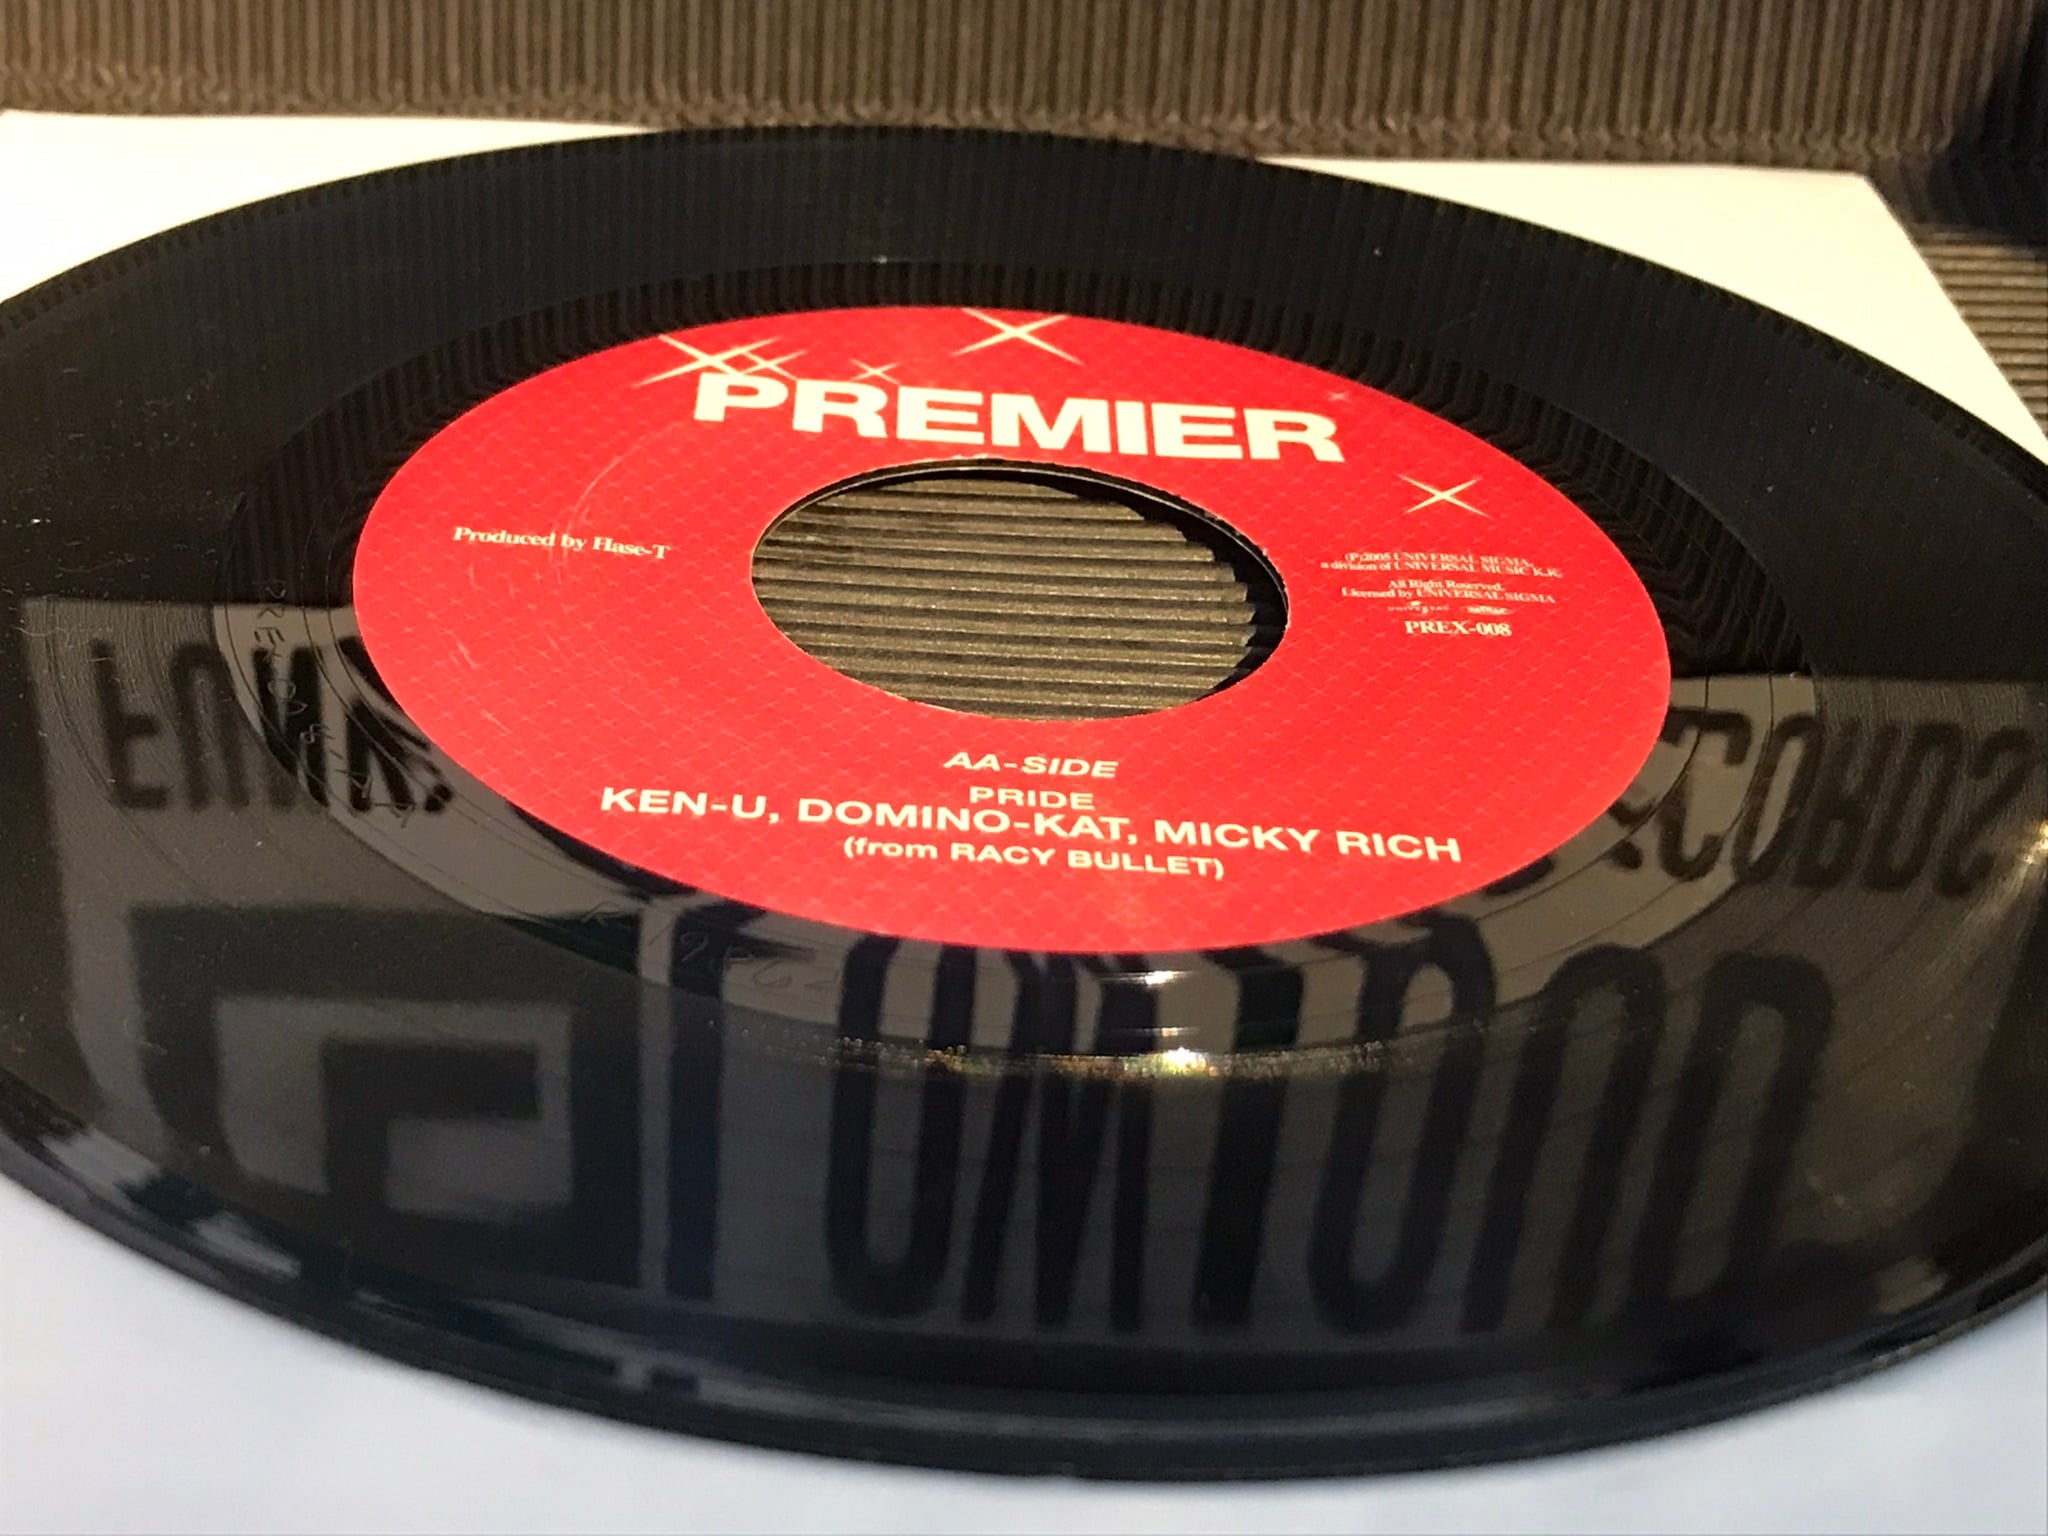 PREMIER
Produced by Hase-T
(P)2005 UNIVERSAL SIGMA,
a division of UNIVERSAL MUSIC K.K.
All Right Reserved.
Licensed by UNIVERSAL SIGMA
PREX-008
AA-SIDE
PRIDE
KEN-U, DOMINO-KAT, MICKY RICH
(from RACY BULLET)